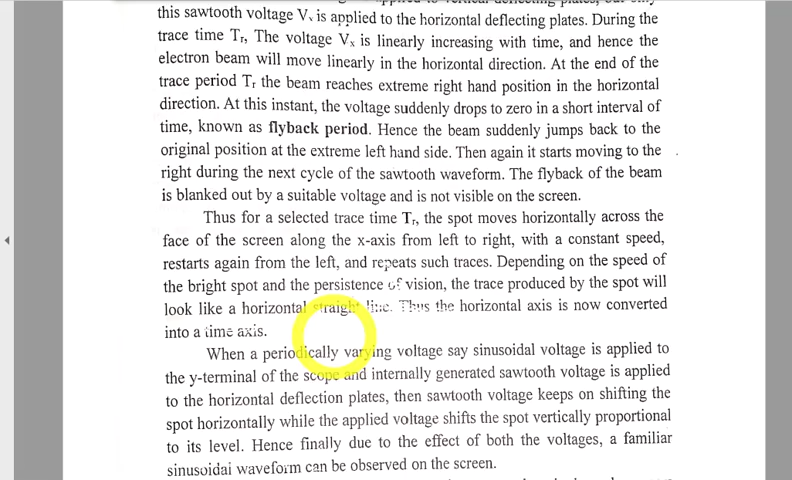 this sawtooth voltage Vx is applied to the horizontal deflecting plates. During the
trace time Tr, The voltage Vx is linearly increasing with time, and hence the
electron beam will move linearly in the horizontal direction. At the end of the
trace period Tr the beam reaches extreme right hand position in the horizontal
direction. At this instant, the voltage suddenly drops to zero in a short interval of
time, known as flyback period. Hence the beam suddenly jumps back to the
original position at the extreme left hand side. Then again it starts moving to the
right during the next cycle of the sawtooth waveform. The flyback of the beam
is blanked out by a suitable voltage and is not visible on the screen.
Thus for a selected trace time Tr, the spot moves horizontally across the
face of the screen along the x-axis from left to right, with a constant speed,
restarts again from the left, and repeats such traces. Depending on the speed of
the bright spot and the persistence of vision, the trace produced by the spot will
look like a horizontal straight line. Thus the horizontal axis is now converted
into a time axis.
When a periodically varying voltage say sinusoidal voltage is applied to
the y-terminal of the scope and internally generated sawtooth voltage is applied
to the horizontal deflection plates, then sawtooth voltage keeps on shifting the
spot horizontally while the applied voltage shifts the spot vertically proportional
to its level. Hence finally due to the effect of both the voltages, a familiar
sinusoidal waveform can be observed on the screen.